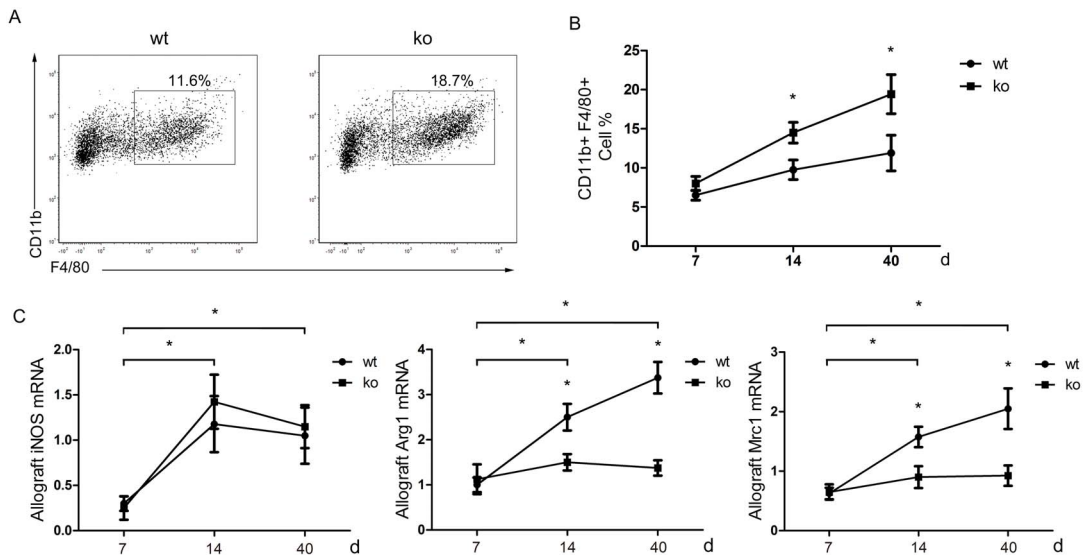 A
wt
ko
11.6%
18.7%
CD11b
F4/80
B
25
20
15
10
5
0
CD11b+ F4/80+
Cell %
*
*
wt
ko
7
14
40
d
C
*
*
2.0
1.5
1.0
0.5
0.0
Allograft iNOS mRNA
wt
ko
7
14
40
d
*
*
*
*
4
3
2
1
0
Allograft Arg1 mRNA
wt
ko
7
14
40
d
*
*
*
*
3
2
1
0
Allograft Mrc1 mRNA
wt
ko
7
14
40
d